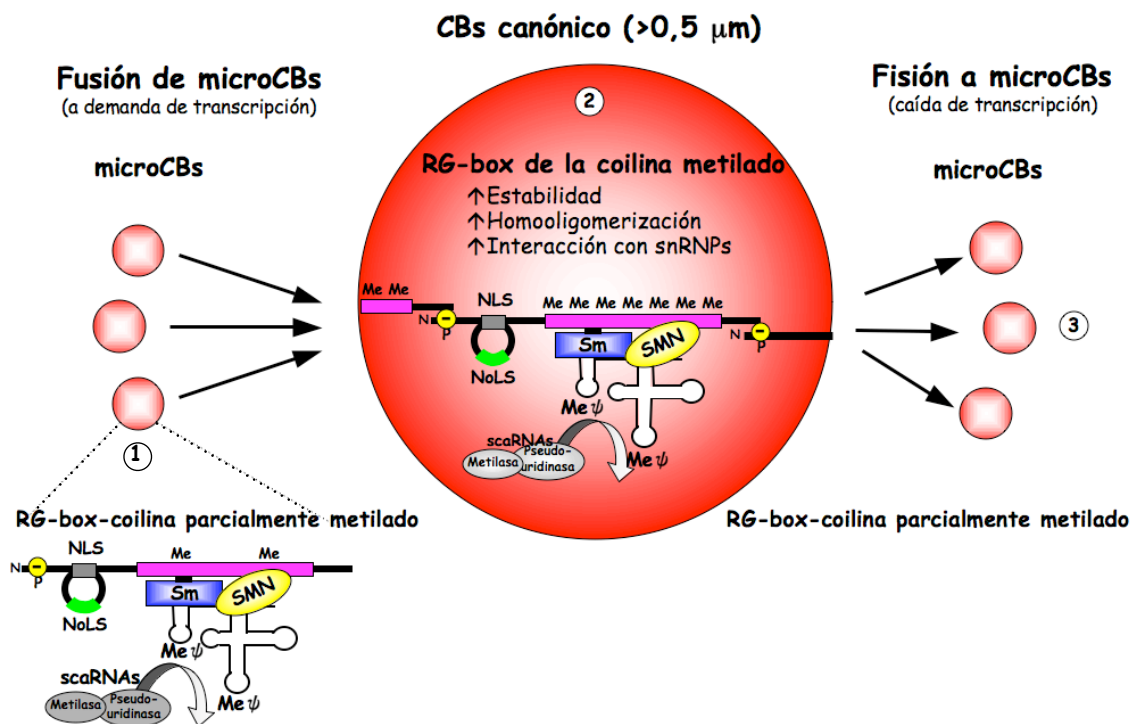 CBs canónico (>0,5 μm)
Fusión de microCBs
(a demanda de transcripción)
microCBs
1
RG-box-coilina parcialmente metilado
NLS
Me Me
N
P
Sm
SMN
NoLS
Me ψ
scaRNAs
Metilasa
Pseudo-
uridinasa
Me ψ
2
RG-box de la coilina metilado
↑Estabilidad
↑Homooligomerización
↑Interacción con snRNPs
Me Me
NLS
Me Me Me Me Me Me Me
N
P
Sm
SMN
N
P
NoLS
Me ψ
scaRNAs
Metilasa
Pseudo-
uridinasa
Me ψ
Fisión a microCBs
(caída de transcripción)
microCBs
3
RG-box-coilina parcialmente metilado